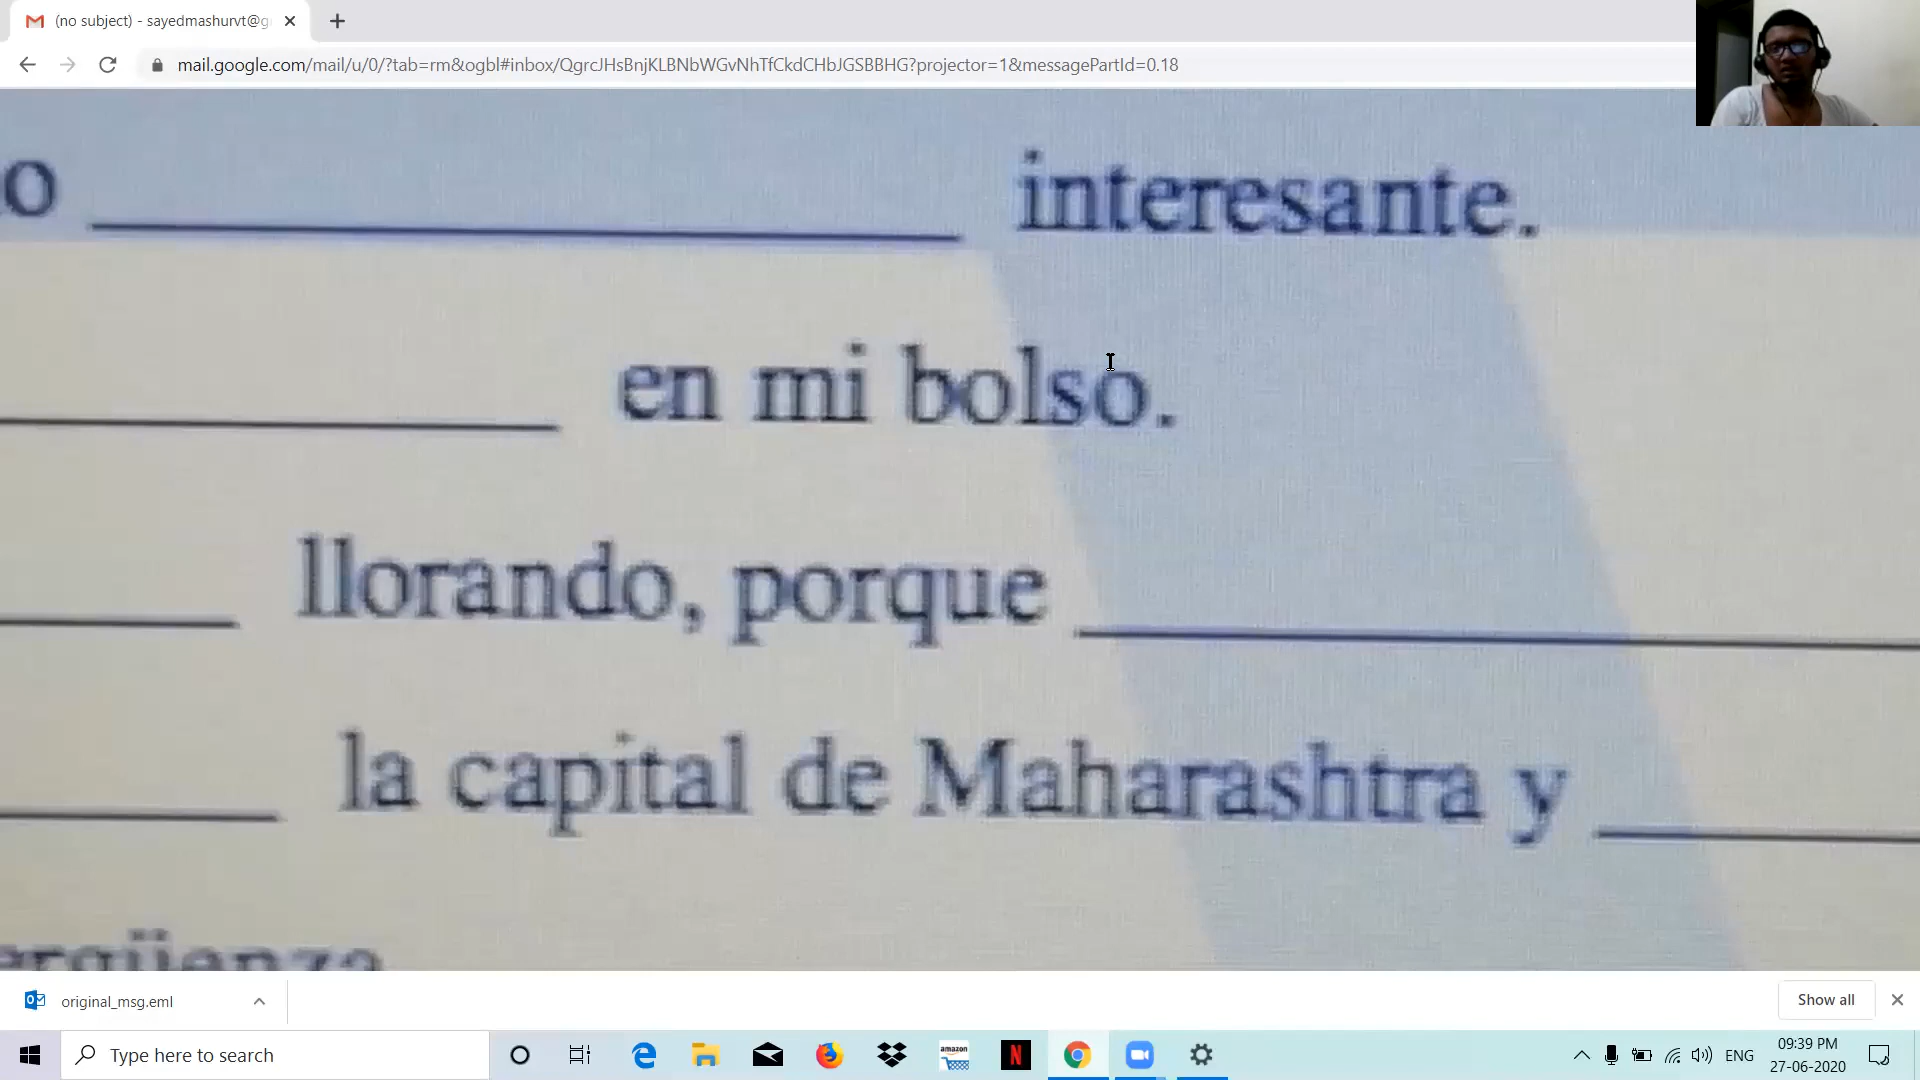 (no subject) - sayedmashurvt@g
mail.google.com/mail/u/0/?tab=rm&ogbl#inbox/QgrcJHsBnjKLBNbWGvNhTfCkdCHbJGSBBHG?projector=1&messagePartId=0.18
o ________ interesante.
________ en mi bolso.
________ llorando, porque ________
________ la capital de Maharashtra y ________
ergüenza
original_msg.eml
Show all
Type here to search
amazon
N
ENG
09:39 PM
27-06-2020